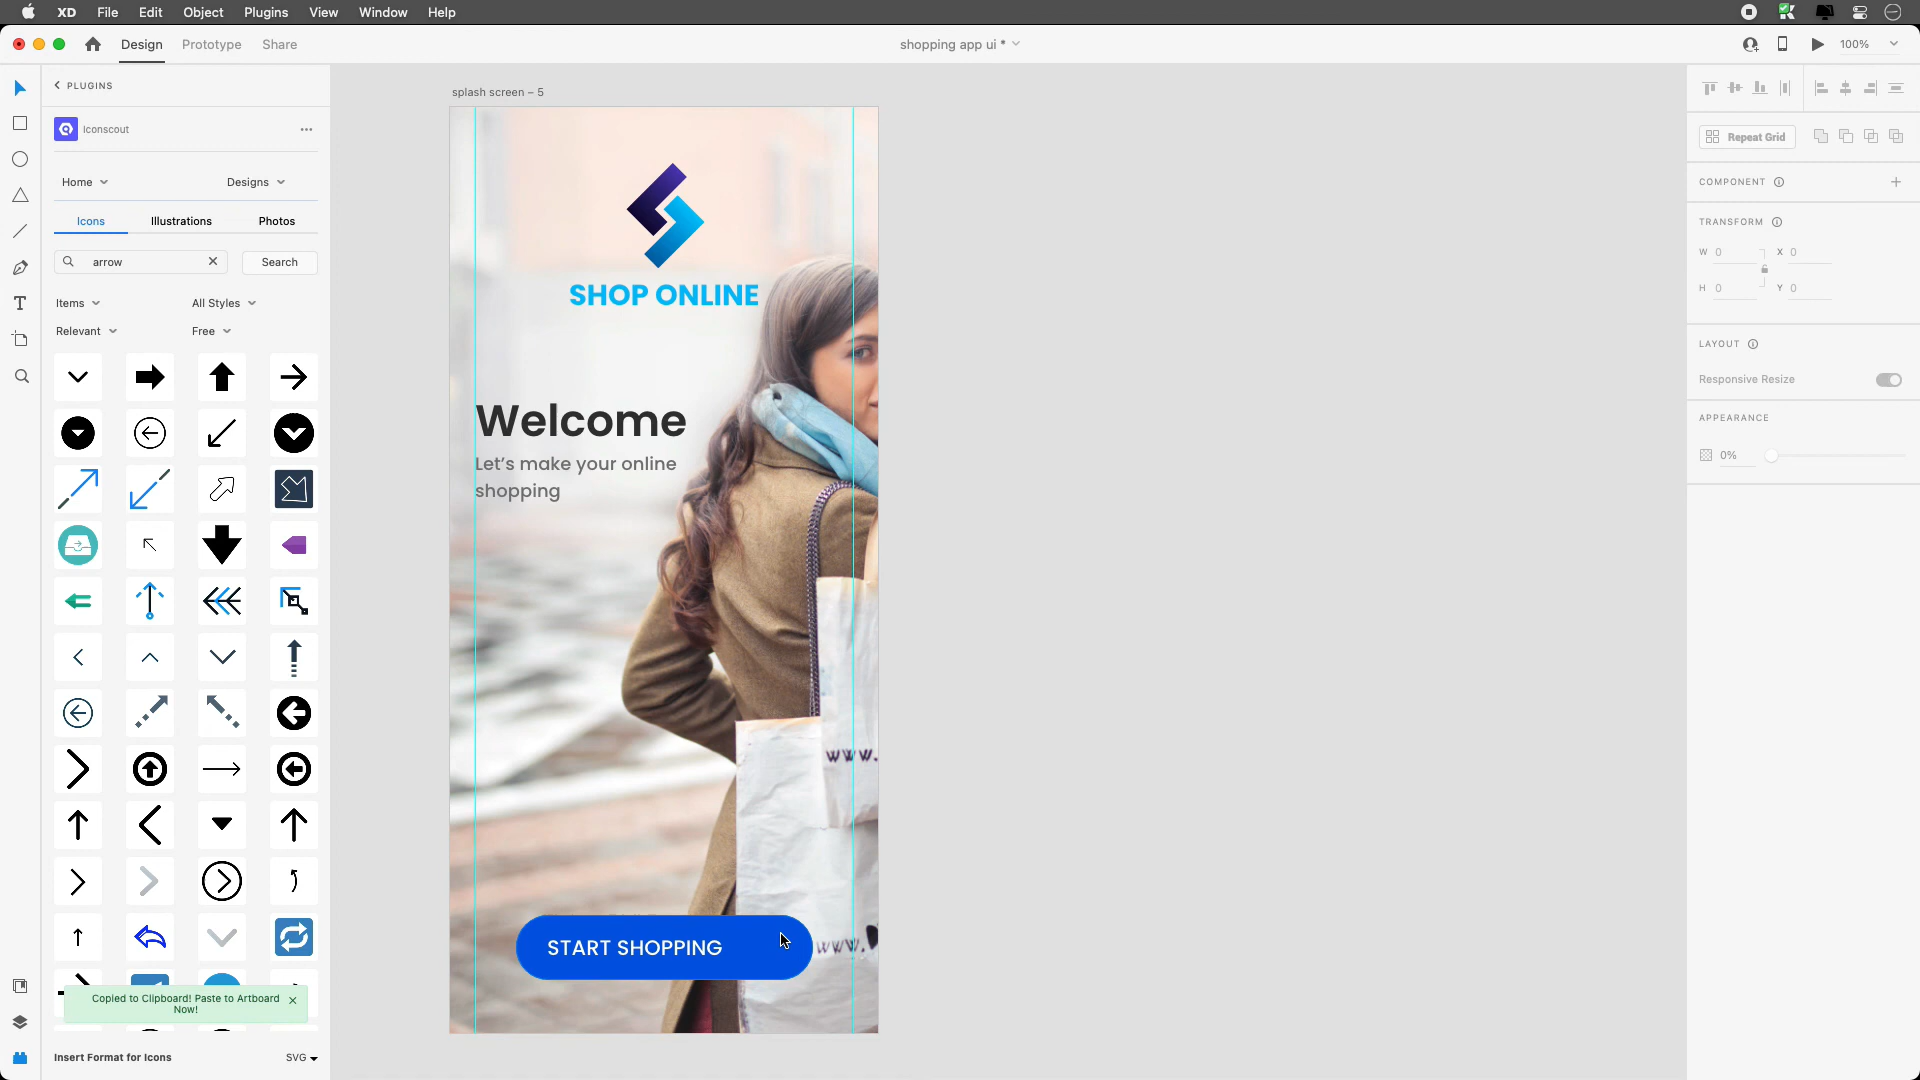 XD File Edit Object Plugins View Window Help
Design Prototype Share
shopping app ui *
100%
PLUGINS
Iconscout
Home Designs
Icons Illustrations Photos
arrow Search
Items All Styles
Relevant Free
Copied to Clipboard! Paste to Artboard
Now!
Insert Format for Icons SVG
splash screen – 5
SHOP ONLINE
Welcome
Let's make your online
shopping
www.
www.
START SHOPPING
Repeat Grid
COMPONENT
TRANSFORM
W 0 X 0
H 0 Y 0
LAYOUT
Responsive Resize
APPEARANCE
0%